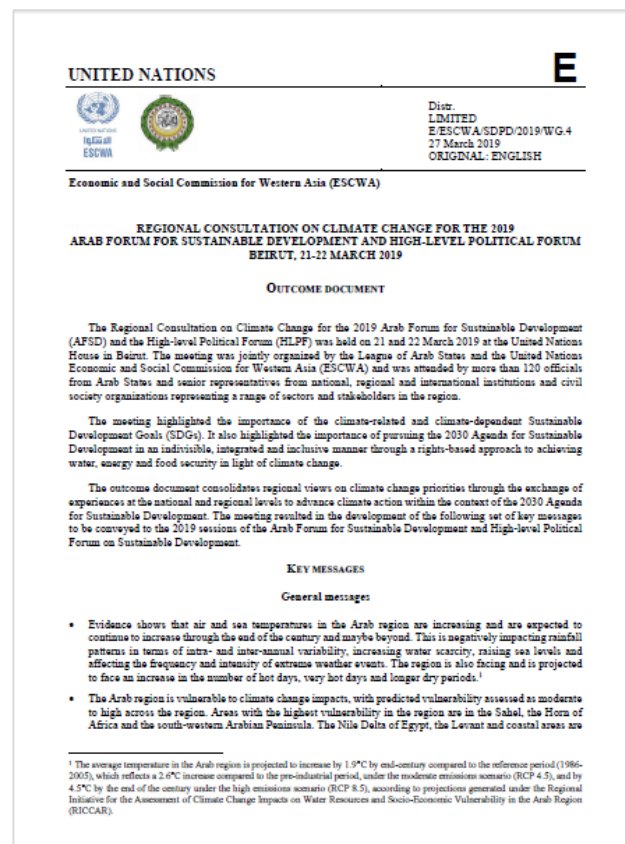 UNITED NATIONS
E
UNITED NATIONS
الإسكوا
ESCWA
Distr.
LIMITED
E/ESCWA/SDPD/2019/WG.4
27 March 2019
ORIGINAL: ENGLISH
Economic and Social Commission for Western Asia (ESCWA)
REGIONAL CONSULTATION ON CLIMATE CHANGE FOR THE 2019
ARAB FORUM FOR SUSTAINABLE DEVELOPMENT AND HIGH-LEVEL POLITICAL FORUM
BEIRUT, 21-22 MARCH 2019
OUTCOME DOCUMENT
The Regional Consultation on Climate Change for the 2019 Arab Forum for Sustainable Development
(AFSD) and the High-level Political Forum (HLPF) was held on 21 and 22 March 2019 at the United Nations
House in Beirut. The meeting was jointly organized by the League of Arab States and the United Nations
Economic and Social Commission for Western Asia (ESCWA) and was attended by more than 120 officials
from Arab States and senior representatives from national, regional and international institutions and civil
society organizations representing a range of sectors and stakeholders in the region.
The meeting highlighted the importance of the climate-related and climate-dependent Sustainable
Development Goals (SDGs). It also highlighted the importance of pursuing the 2030 Agenda for Sustainable
Development in an indivisible, integrated and inclusive manner through a rights-based approach to achieving
water, energy and food security in light of climate change.
The outcome document consolidates regional views on climate change priorities through the exchange of
experiences at the national and regional levels to advance climate action within the context of the 2030 Agenda
for Sustainable Development. The meeting resulted in the development of the following set of key messages
to be conveyed to the 2019 sessions of the Arab Forum for Sustainable Development and High-level Political
Forum on Sustainable Development.
KEY MESSAGES
General messages
• Evidence shows that air and sea temperatures in the Arab region are increasing and are expected to
continue to increase through the end of the century and maybe beyond. This is negatively impacting rainfall
patterns in terms of intra- and inter-annual variability, increasing water scarcity, raising sea levels and
affecting the frequency and intensity of extreme weather events. The region is also facing and is projected
to face an increase in the number of hot days, very hot days and longer dry periods.¹
• The Arab region is vulnerable to climate change impacts, with predicted vulnerability assessed as moderate
to high across the region. Areas with the highest vulnerability in the region are in the Sahel, the Horn of
Africa and the south-western Arabian Peninsula. The Nile Delta of Egypt, the Levant and coastal areas are
¹ The average temperature in the Arab region is projected to increase by 1.9°C by end-century compared to the reference period (1986-
2005), which reflects a 2.6°C increase compared to the pre-industrial period, under the moderate emissions scenario (RCP 4.5), and by
4.5°C by the end of the century under the high emissions scenario (RCP 8.5), according to projections generated under the Regional
Initiative for the Assessment of Climate Change Impacts on Water Resources and Socio-Economic Vulnerability in the Arab Region
(RICCAR).